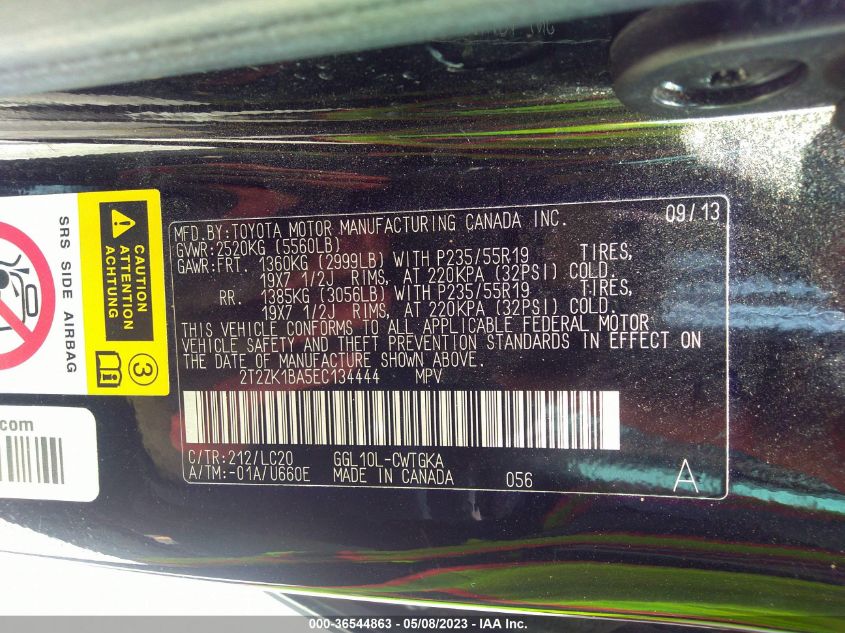 MFD.BY:TOYOTA MOTOR MANUFACTURING CANADA INC. 09/13
GVWR:2520KG (5560LB)
GAWR:FRT. 1360KG (2999LB) WITH P235/55R19 TIRES,
19X7 1/2J RIMS, AT 220KPA (32PSI) COLD.
RR. 1385KG (3056LB) WITH P235/55R19 TIRES,
19X7 1/2J RIMS, AT 220KPA (32PSI) COLD.
THIS VEHICLE CONFORMS TO ALL APPLICABLE FEDERAL MOTOR
VEHICLE SAFETY AND THEFT PREVENTION STANDARDS IN EFFECT ON
THE DATE OF MANUFACTURE SHOWN ABOVE.
2T2ZK1BA5EC134444 MPV
C/TR:212/LC20 GGL10L-CWTGKA
A/TM:-01A/U660E MADE IN CANADA 056 A
SRS SIDE AIRBAG
CAUTION
ATTENTION
ACHTUNG
3
000-36544863 - 05/08/2023 - IAA Inc.